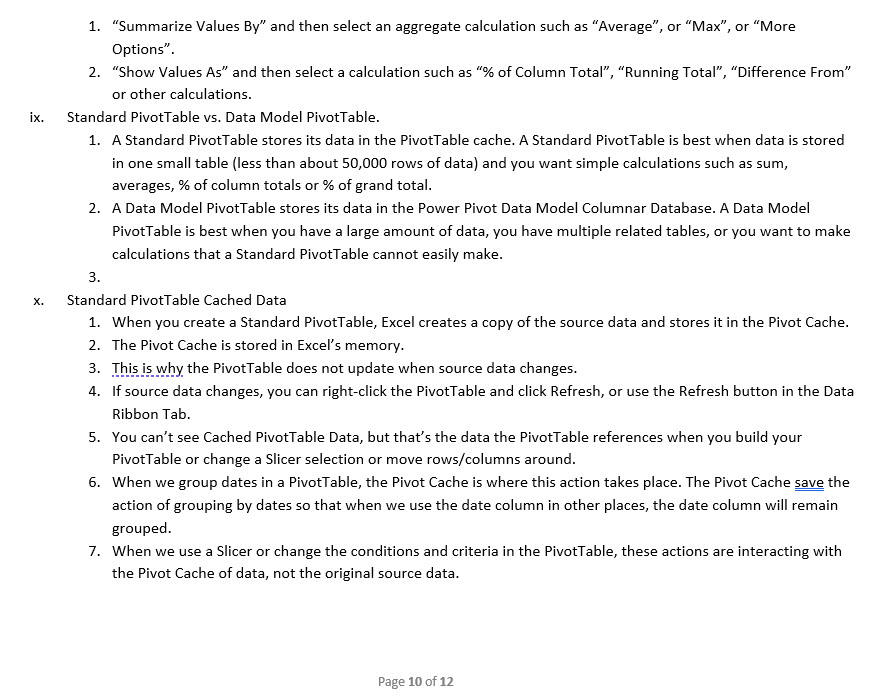 1. “Summarize Values By” and then select an aggregate calculation such as “Average”, or “Max”, or “More
Options”.
2. “Show Values As” and then select a calculation such as “% of Column Total”, “Running Total”, “Difference From”
or other calculations.
ix. Standard PivotTable vs. Data Model PivotTable.
1. A Standard PivotTable stores its data in the PivotTable cache. A Standard PivotTable is best when data is stored
in one small table (less than about 50,000 rows of data) and you want simple calculations such as sum,
averages, % of column totals or % of grand total.
2. A Data Model PivotTable stores its data in the Power Pivot Data Model Columnar Database. A Data Model
PivotTable is best when you have a large amount of data, you have multiple related tables, or you want to make
calculations that a Standard PivotTable cannot easily make.
3.
x. Standard PivotTable Cached Data
1. When you create a Standard PivotTable, Excel creates a copy of the source data and stores it in the Pivot Cache.
2. The Pivot Cache is stored in Excel’s memory.
3. This is why the PivotTable does not update when source data changes.
4. If source data changes, you can right-click the PivotTable and click Refresh, or use the Refresh button in the Data
Ribbon Tab.
5. You can’t see Cached PivotTable Data, but that’s the data the PivotTable references when you build your
PivotTable or change a Slicer selection or move rows/columns around.
6. When we group dates in a PivotTable, the Pivot Cache is where this action takes place. The Pivot Cache save the
action of grouping by dates so that when we use the date column in other places, the date column will remain
grouped.
7. When we use a Slicer or change the conditions and criteria in the PivotTable, these actions are interacting with
the Pivot Cache of data, not the original source data.
Page 10 of 12